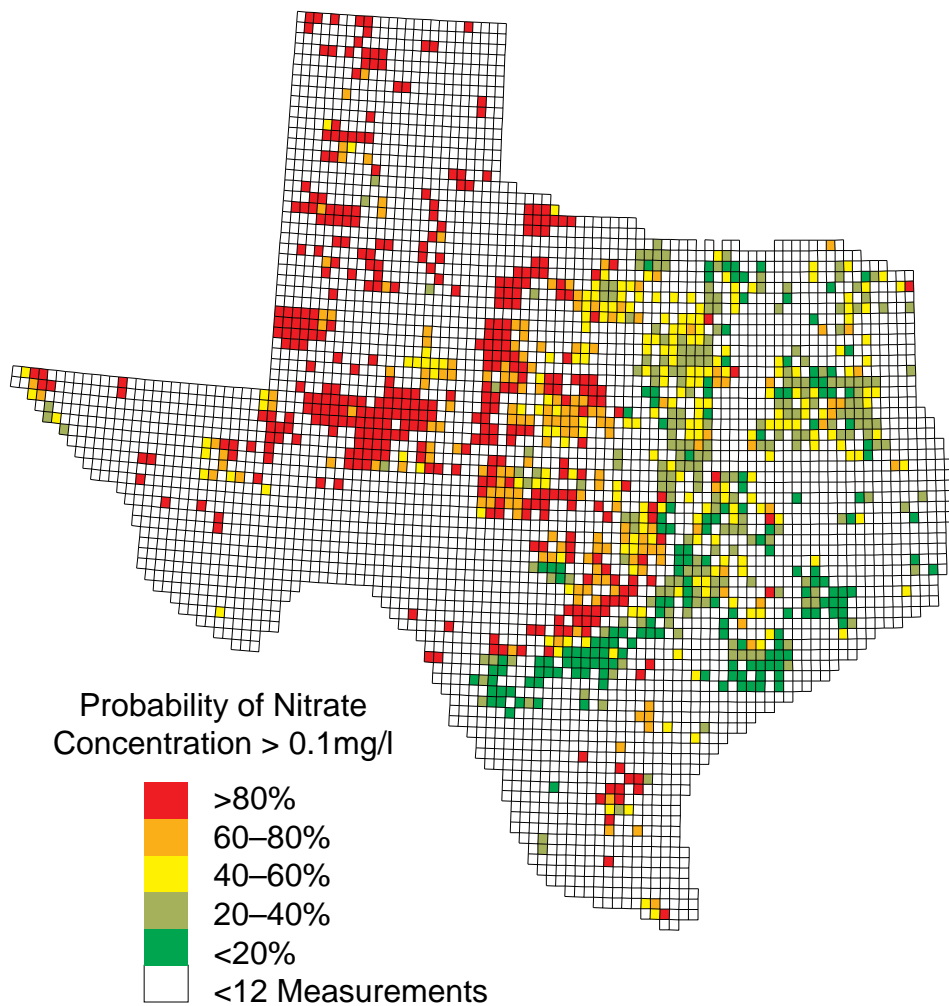 Probability of Nitrate
Concentration > 0.1mg/l
>80%
60–80%
40–60%
20–40%
<20%
<12 Measurements